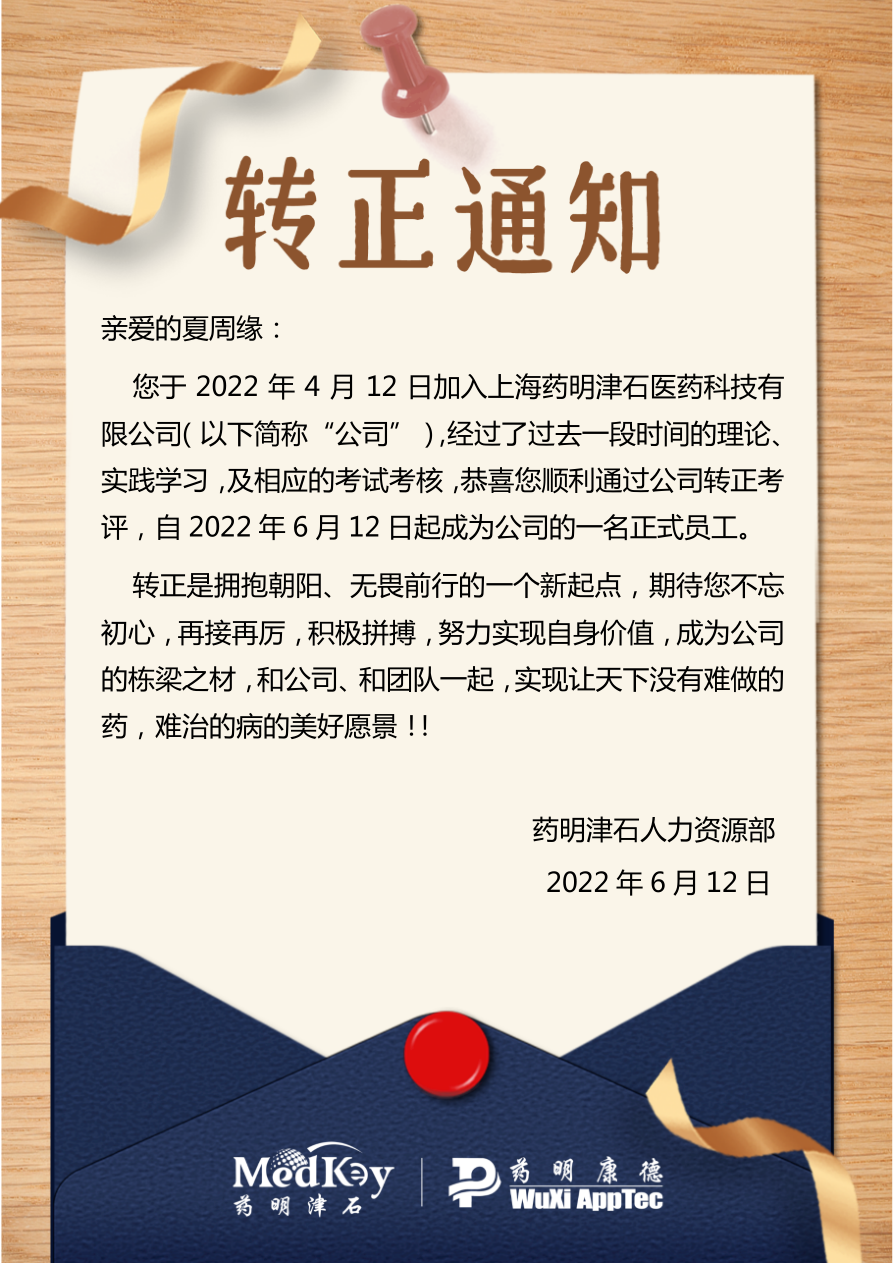 转正通知
亲爱的夏周缘：
您于 2022 年 4 月 12 日加入上海药明津石医药科技有
限公司( 以下简称“公司” ),经过了过去一段时间的理论、
实践学习,及相应的考试考核,恭喜您顺利通过公司转正考
评，自 2022 年 6 月 12 日起成为公司的一名正式员工。
转正是拥抱朝阳、无畏前行的一个新起点，期待您不忘
初心,再接再厉,积极拼搏,努力实现自身价值,成为公司
的栋梁之材,和公司、和团队一起,实现让天下没有难做的
药，难治的病的美好愿景！！
药明津石人力资源部
2022 年 6 月 12 日
MedKey
药明津石
药明康德
WuXi AppTec